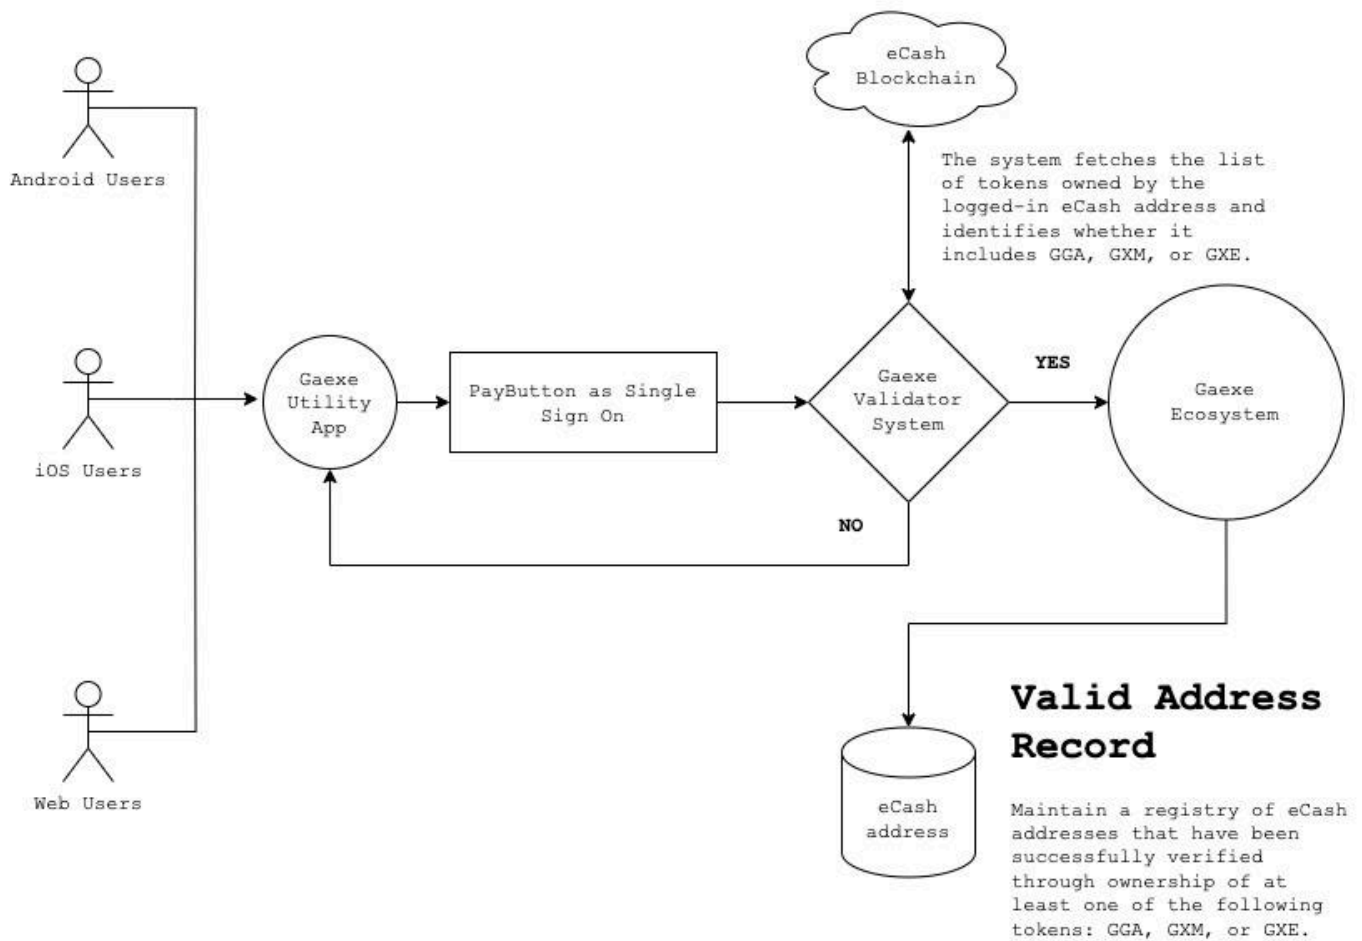 eCash
Blockchain
Android Users
The system fetches the list
of tokens owned by the
logged-in eCash address and
identifies whether it
includes GGA, GXM, or GXE.
iOS Users
Gaexe
Utility
App
PayButton as Single
Sign On
Gaexe
Validator
System
YES
Gaexe
Ecosystem
NO
Web Users
eCash
address
Valid Address
Record
Maintain a registry of eCash
addresses that have been
successfully verified
through ownership of at
least one of the following
tokens: GGA, GXM, or GXE.